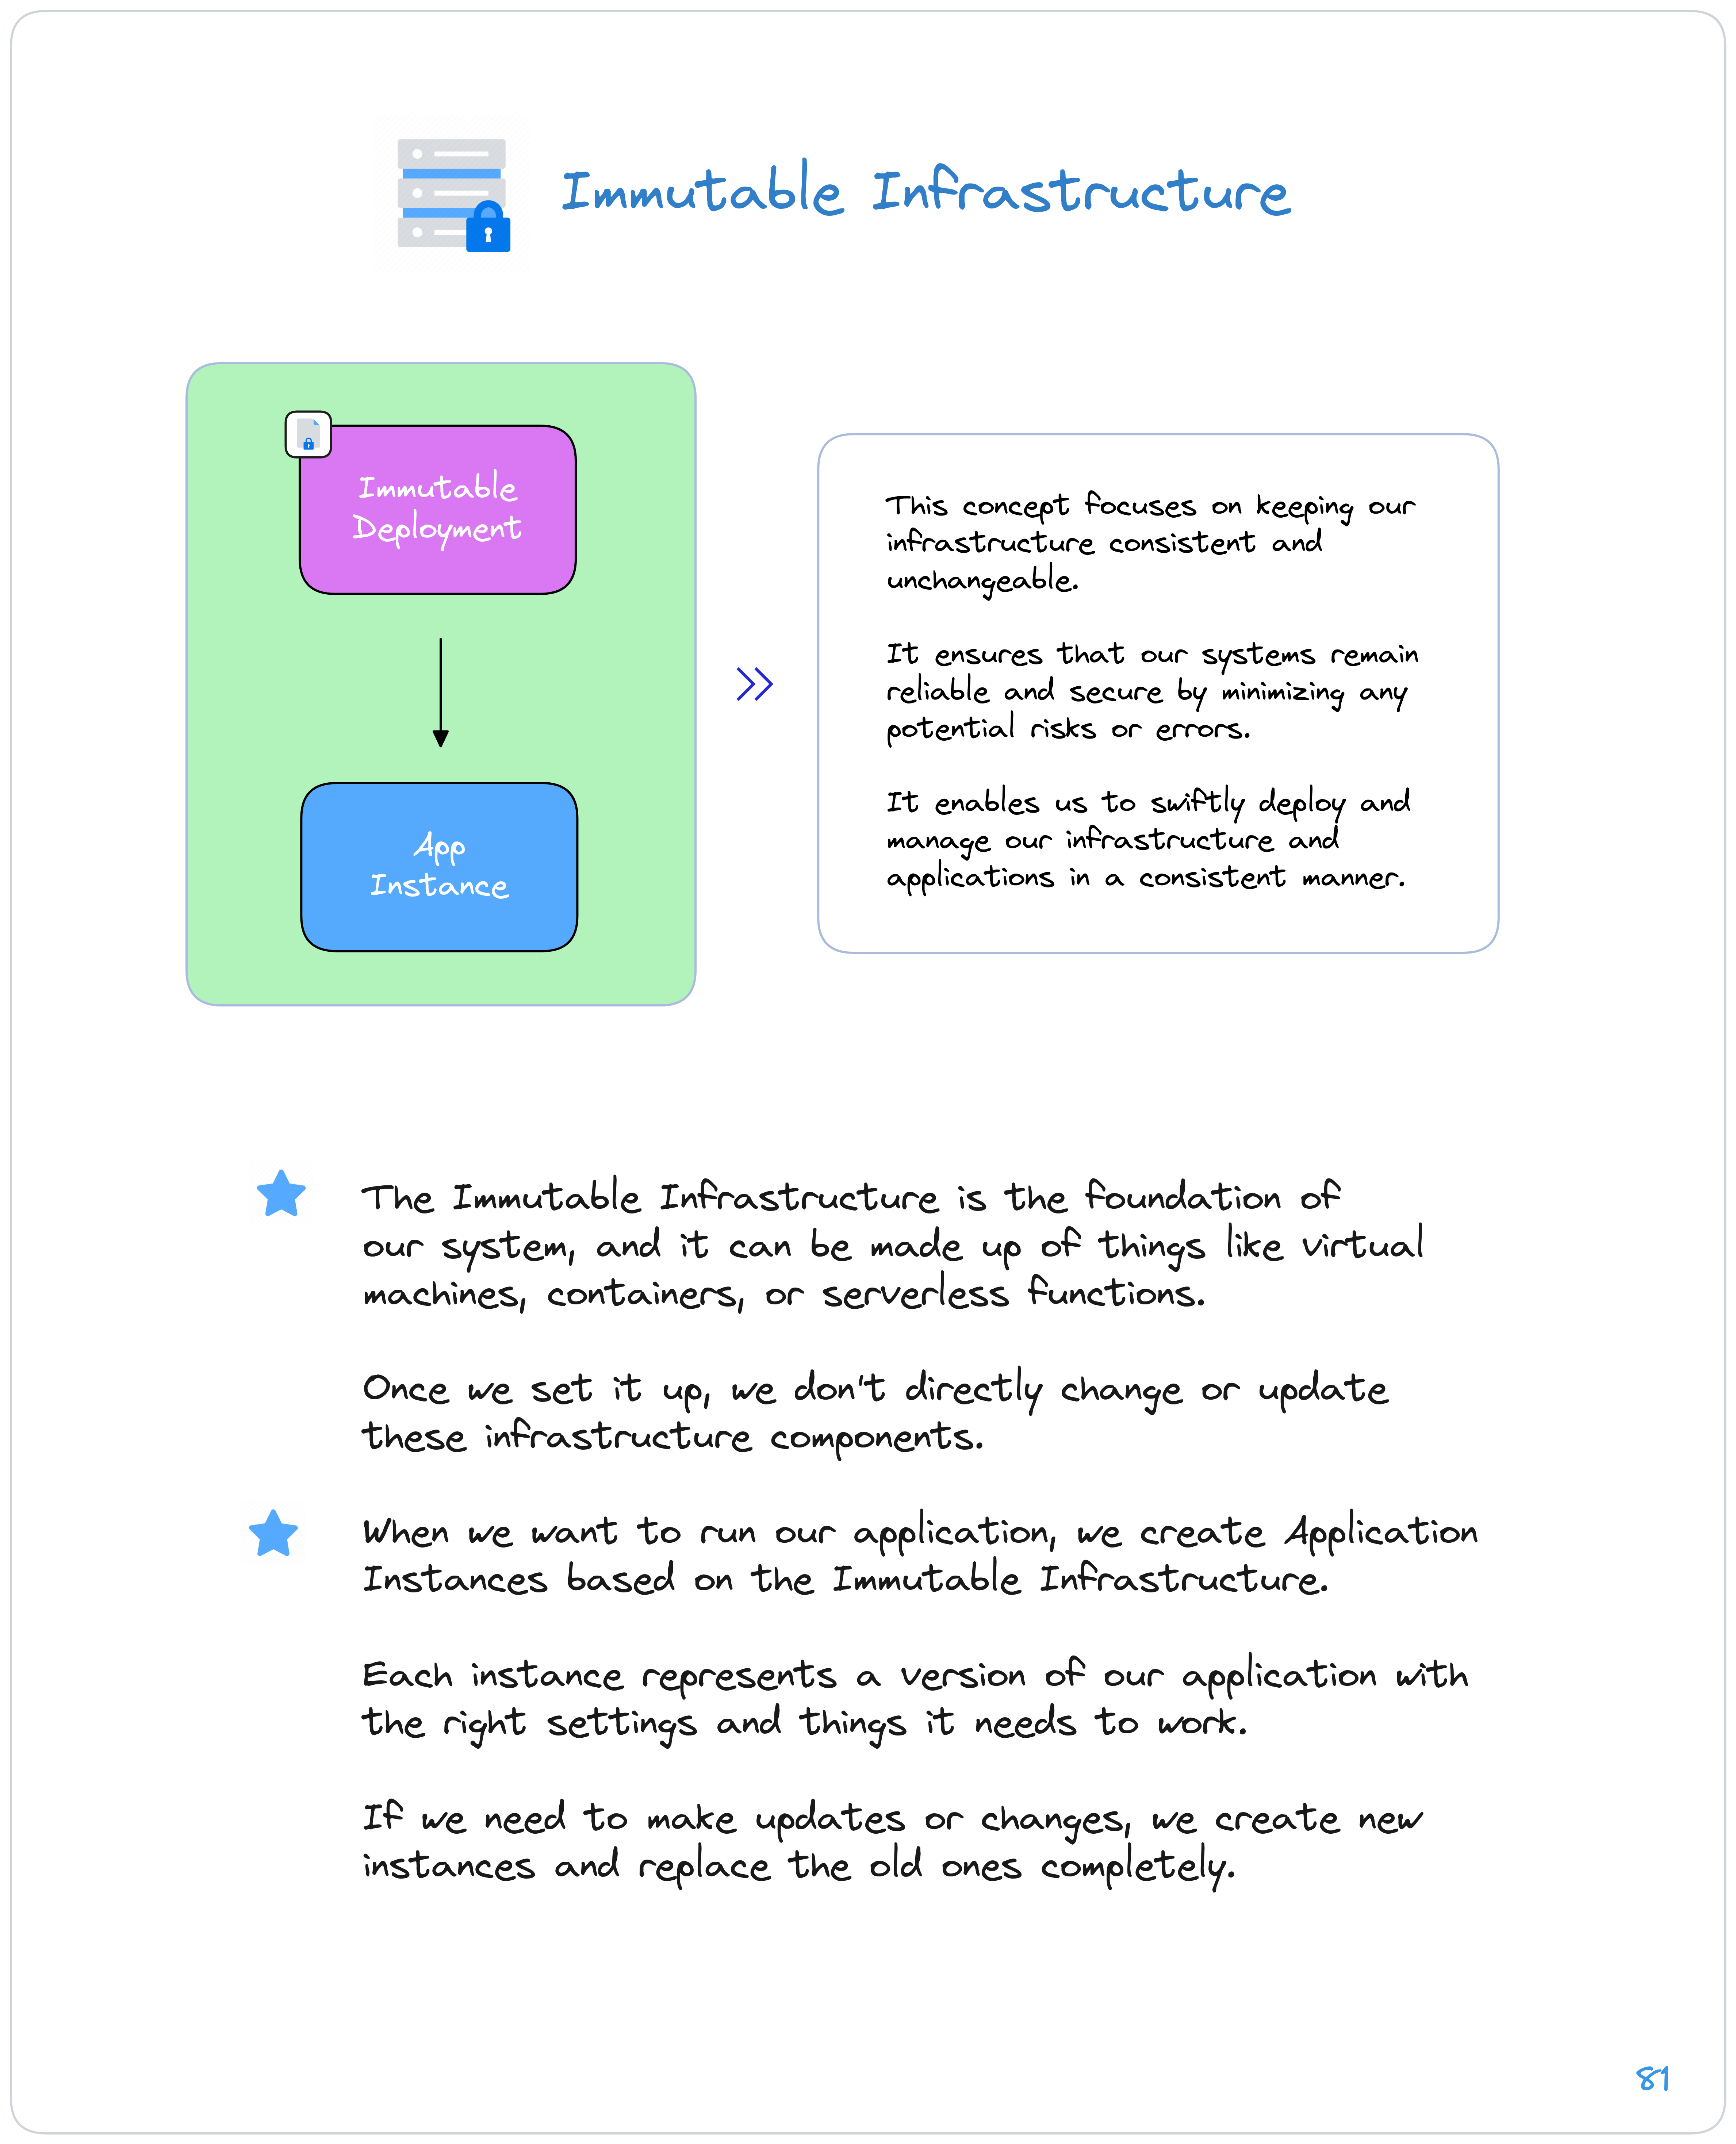 Immutable Infrastructure
Immutable
Deployment
App
Instance
This concept focuses on keeping our
infrastructure consistent and
unchangeable.
It ensures that our systems remain
reliable and secure by minimizing any
potential risks or errors.
It enables us to swiftly deploy and
manage our infrastructure and
applications in a consistent manner.
The Immutable Infrastructure is the foundation of
our system, and it can be made up of things like virtual
machines, containers, or serverless functions.
Once we set it up, we don't directly change or update
these infrastructure components.
When we want to run our application, we create Application
Instances based on the Immutable Infrastructure.
Each instance represents a version of our application with
the right settings and things it needs to work.
If we need to make updates or changes, we create new
instances and replace the old ones completely.
81